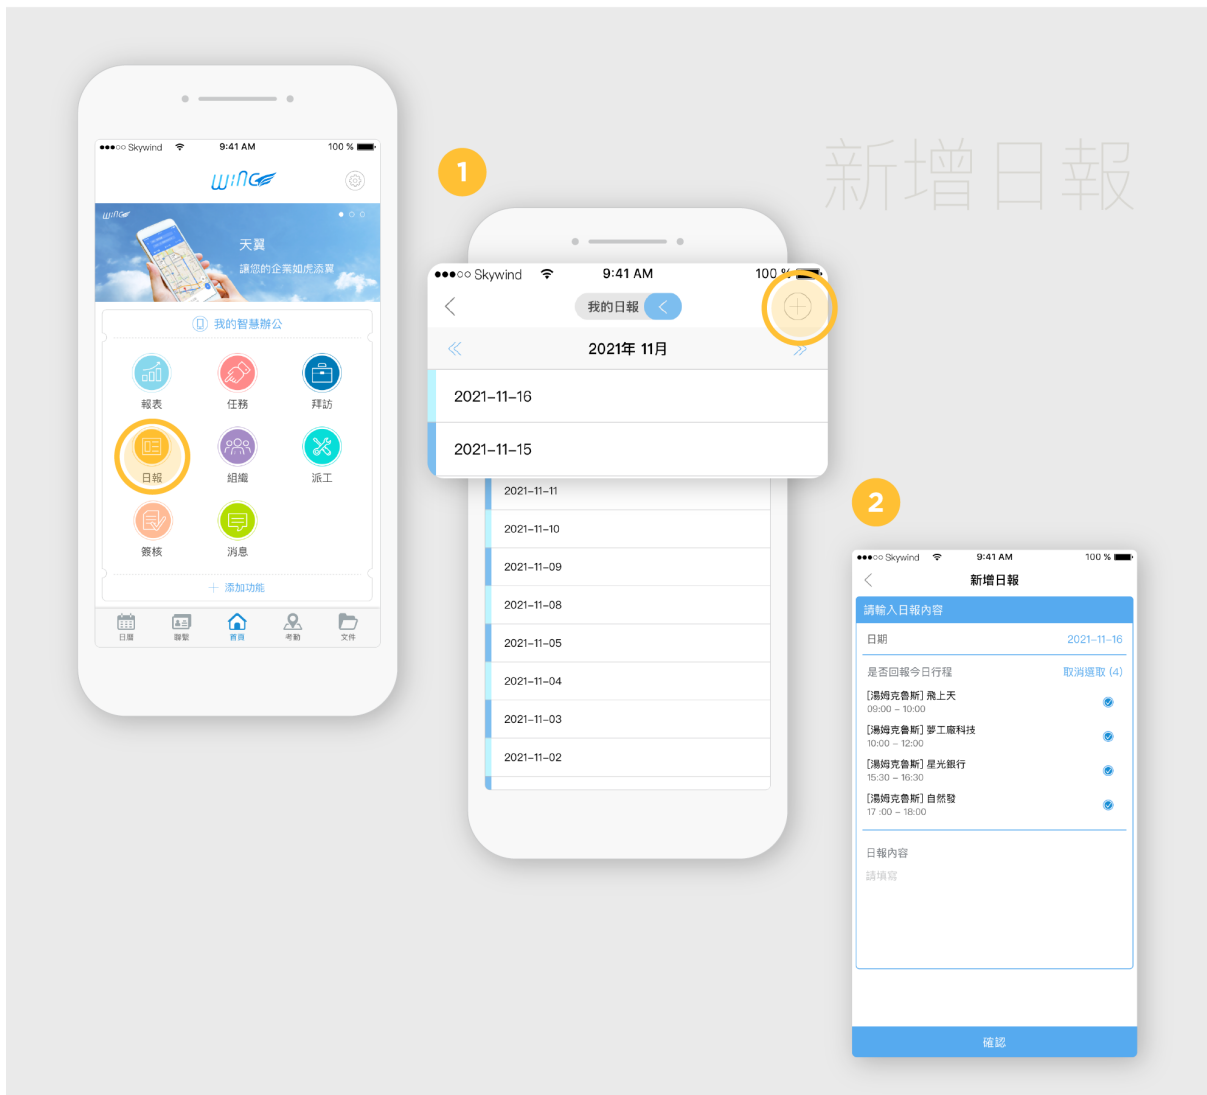 新增日報
Skywind
9:41 AM
100 %
wing
wing
天翼
讓您的企業如虎添翼
我的智慧辦公
報表
任務
拜訪
日報
組織
派工
簽核
消息
添加功能
日曆
聯繫
首頁
考勤
文件
1
Skywind
9:41 AM
100 %
我的日報
2021年 11月
2021-11-16
2021-11-15
2021-11-11
2021-11-10
2021-11-09
2021-11-08
2021-11-05
2021-11-04
2021-11-03
2021-11-02
2
Skywind
9:41 AM
100 %
新增日報
請輸入日報內容
日期
2021-11-16
是否回報今日行程
取消選取 (4)
[湯姆克魯斯] 飛上天
09:00 – 10:00
[湯姆克魯斯] 夢工廠科技
10:00 – 12:00
[湯姆克魯斯] 星光銀行
15:30 – 16:30
[湯姆克魯斯] 自然發
17 :00 – 18:00
日報內容
請填寫
確認